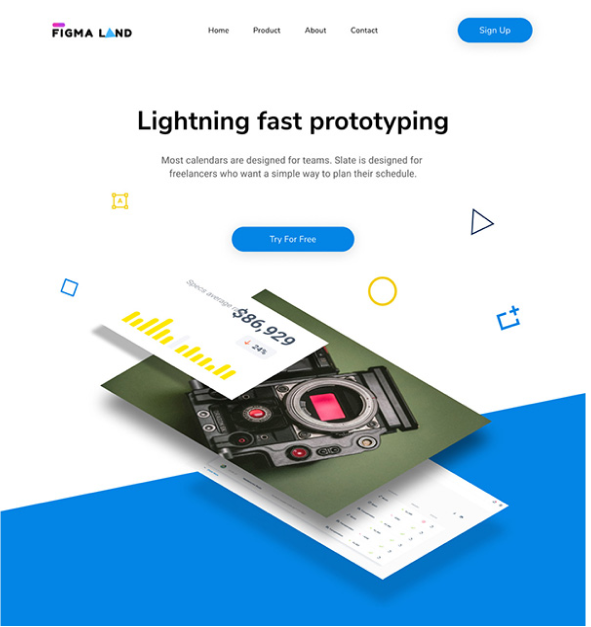 FIGMA LAND
Home
Product
About
Contact
Sign Up
Lightning fast prototyping
Most calendars are designed for teams. Slate is designed for
freelancers who want a simple way to plan their schedule.
Try For Free
Specs average
$86,929
24%